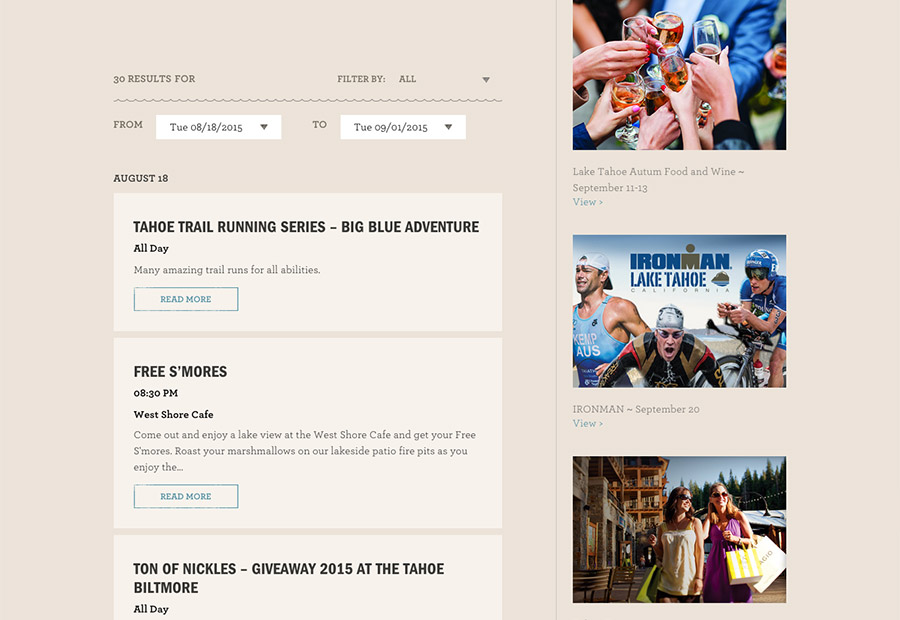 30 RESULTS FOR
FILTER BY: ALL
FROM Tue 08/18/2015 TO Tue 09/01/2015
AUGUST 18
TAHOE TRAIL RUNNING SERIES – BIG BLUE ADVENTURE
All Day
Many amazing trail runs for all abilities.
READ MORE
FREE S'MORES
08:30 PM
West Shore Cafe
Come out and enjoy a lake view at the West Shore Cafe and get your Free
S'mores. Roast your marshmallows on our lakeside patio fire pits as you
enjoy the...
READ MORE
TON OF NICKLES – GIVEAWAY 2015 AT THE TAHOE
BILTMORE
All Day
Lake Tahoe Autum Food and Wine ~
September 11-13
View >
IRONMAN
LAKE TAHOE
CALIFORNIA
KEMP
AUS
IRONMAN ~ September 20
View >